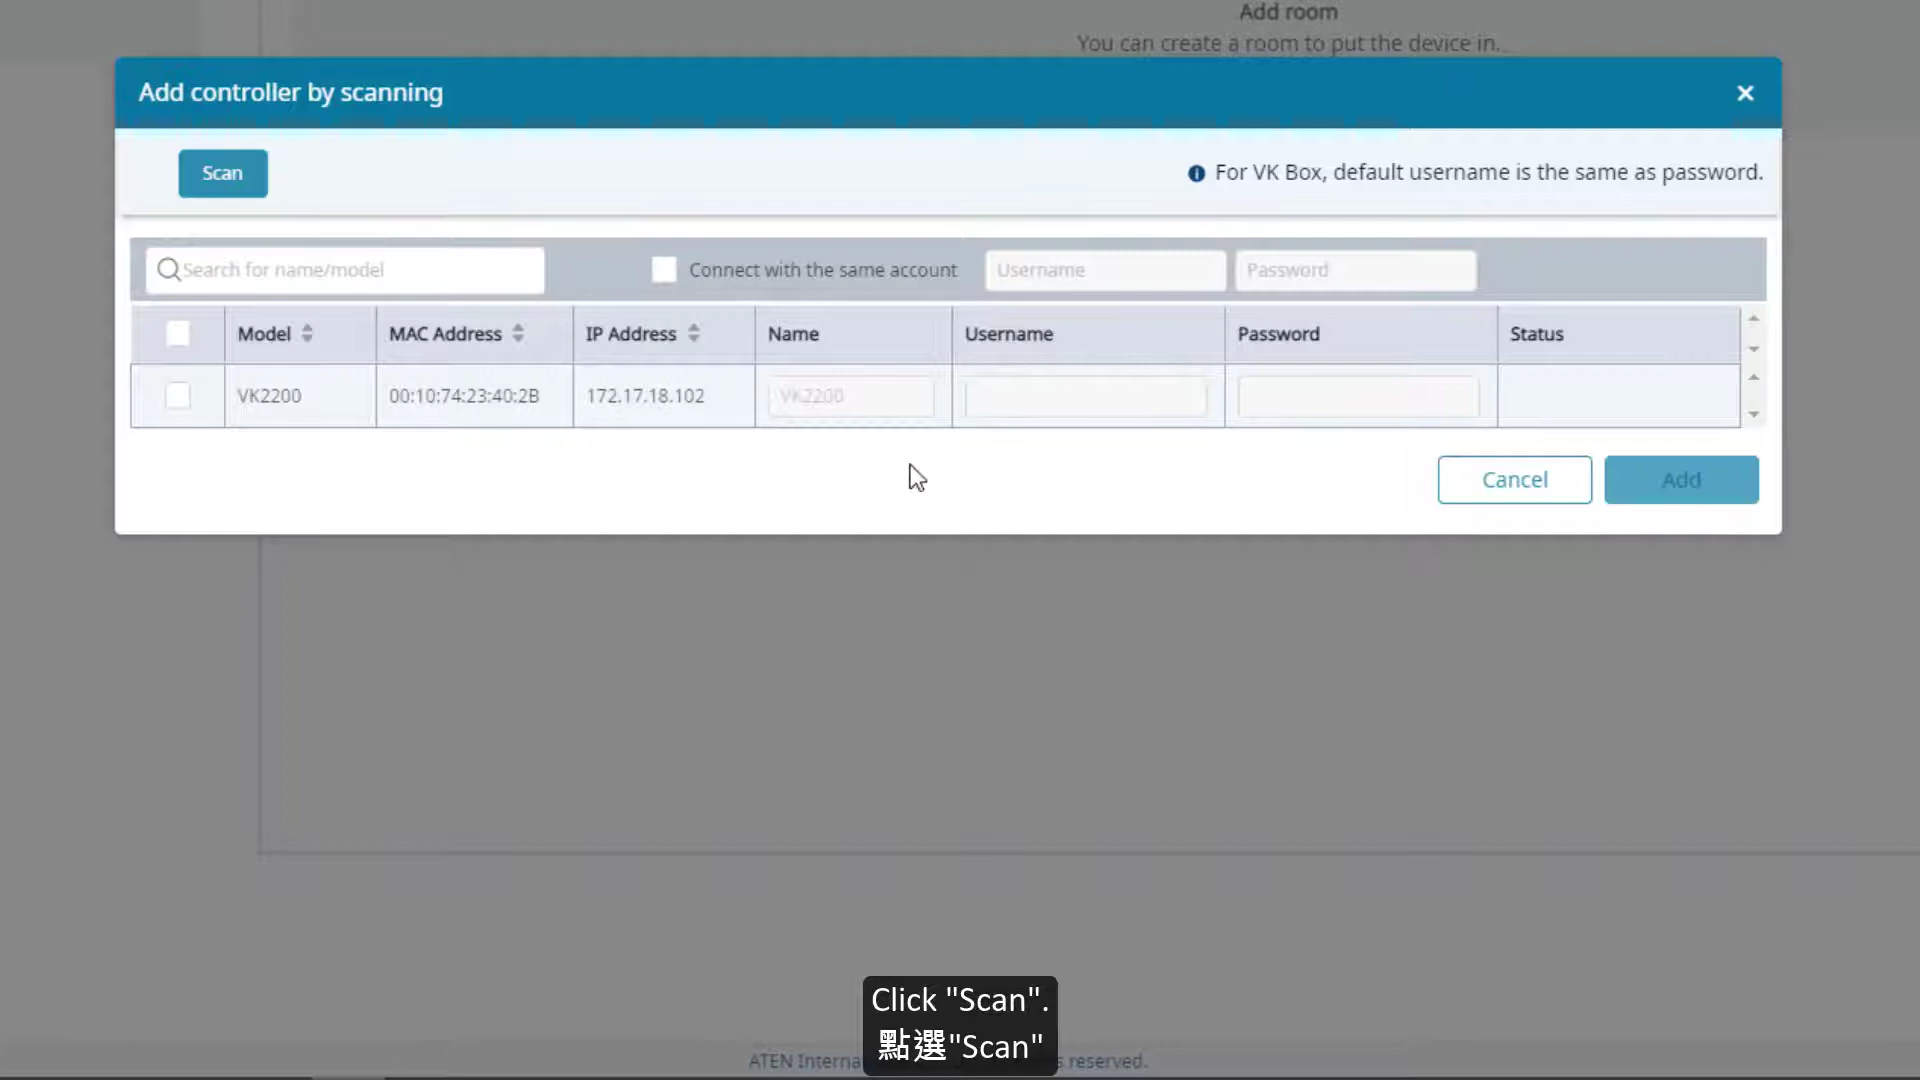 Add room
You can create a room to put the device in.
Add controller by scanning
Scan
For VK Box, default username is the same as password.
Search for name/model
Connect with the same account
Username
Password
Model
MAC Address
IP Address
Name
Username
Password
Status
VK2200
00:10:74:23:40:2B
172.17.18.102
VK2200
Cancel
Add
Click "Scan".
點選"Scan"
ATEN Interna
s reserved.